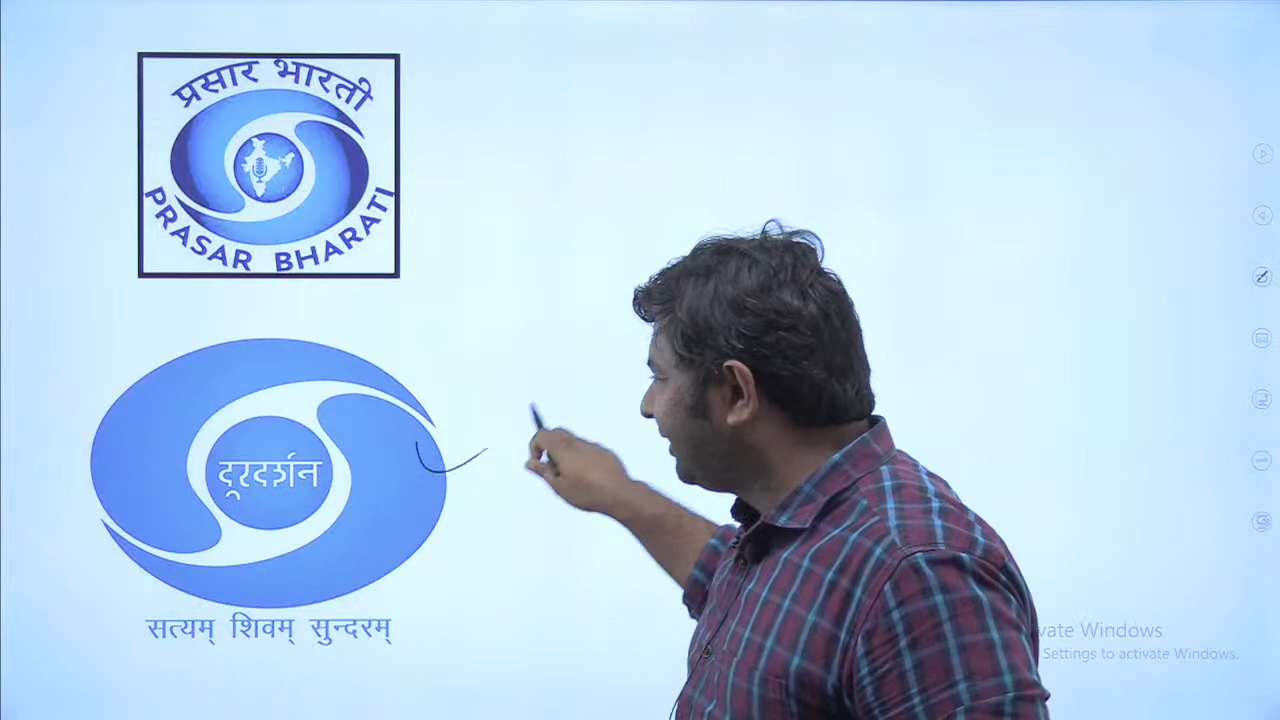 प्रसार भारती
PRASAR BHARATI
दूरदर्शन
सत्यम् शिवम् सुन्दरम्
vate Windows
Settings to activate Windows.